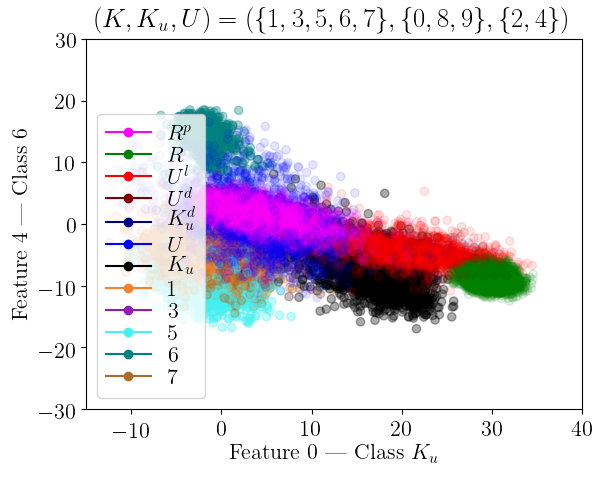 (K, K_u, U) = ({1, 3, 5, 6, 7}, {0, 8, 9}, {2, 4})
30
20
10
0
−10
−20
−30
Feature 4 — Class 6
R^p
R
U^l
U^d
K_u^d
U
K_u
1
3
5
6
7
−10
0
10
20
30
40
Feature 0 — Class K_u